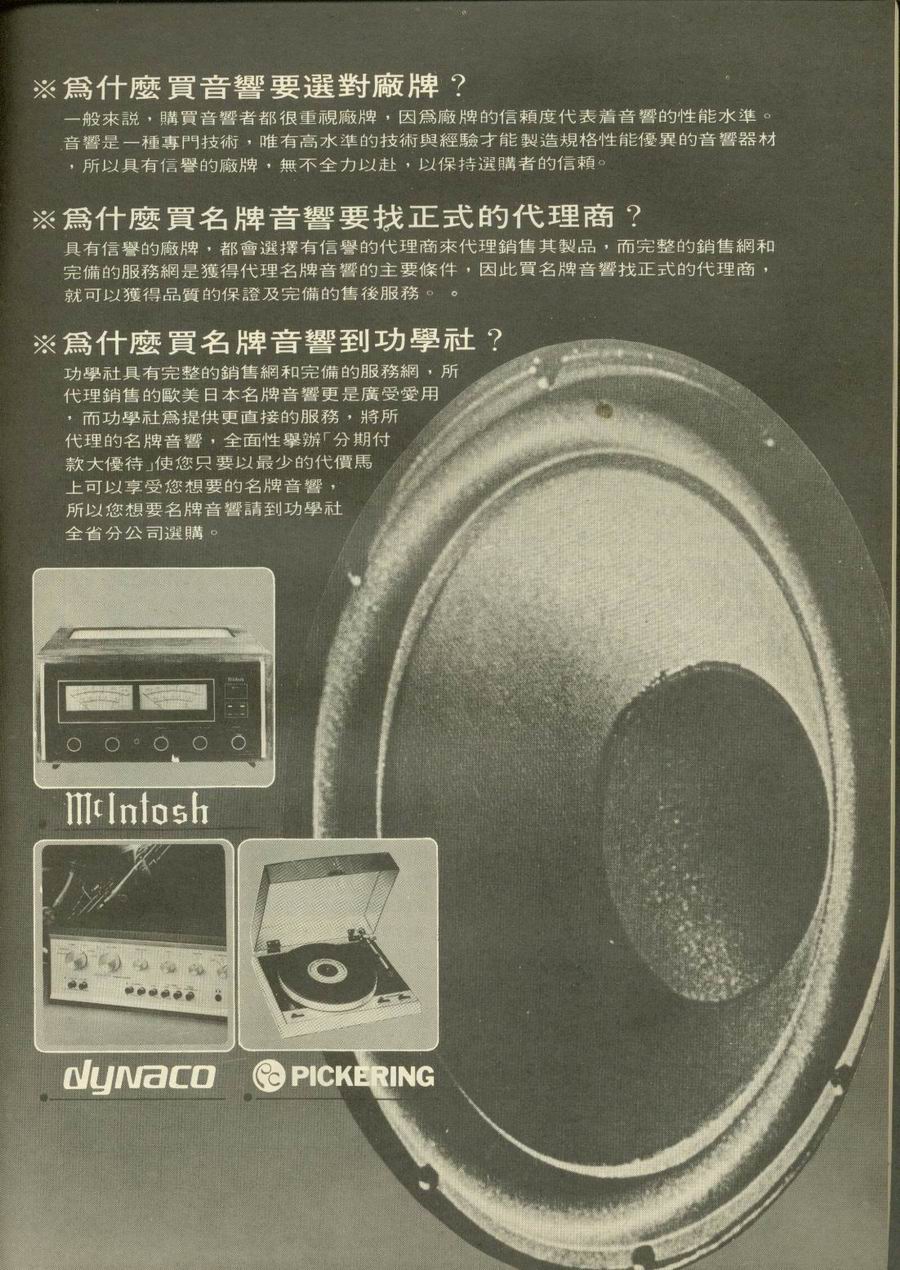 ※為什麼買音響要選對廠牌？
一般來説，購買音響者都很重視廠牌，因為廠牌的信賴度代表着音響的性能水準。
音響是一種專門技術，唯有高水準的技術與經驗才能製造規格性能優異的音響器材
，所以具有信譽的廠牌，無不全力以赴，以保持選購者的信賴。
※為什麼買名牌音響要找正式的代理商？
具有信譽的廠牌，都會選擇有信譽的代理商來代理銷售其製品，而完整的銷售網和
完備的服務網是獲得代理名牌音響的主要條件，因此買名牌音響找正式的代理商，
就可以獲得品質的保證及完備的售後服務。。
※為什麼買名牌音響到功學社？
功學社具有完整的銷售網和完備的服務網，所
代理銷售的歐美日本名牌音響更是廣受愛用
，而功學社為提供更直接的服務，將所
代理的名牌音響，全面性舉辦「分期付
款大優待」使您只要以最少的代價馬
上可以享受您想要的名牌音響，
所以您想要名牌音響請到功學社
全省分公司選購。
McIntosh
dynaco
PICKERING